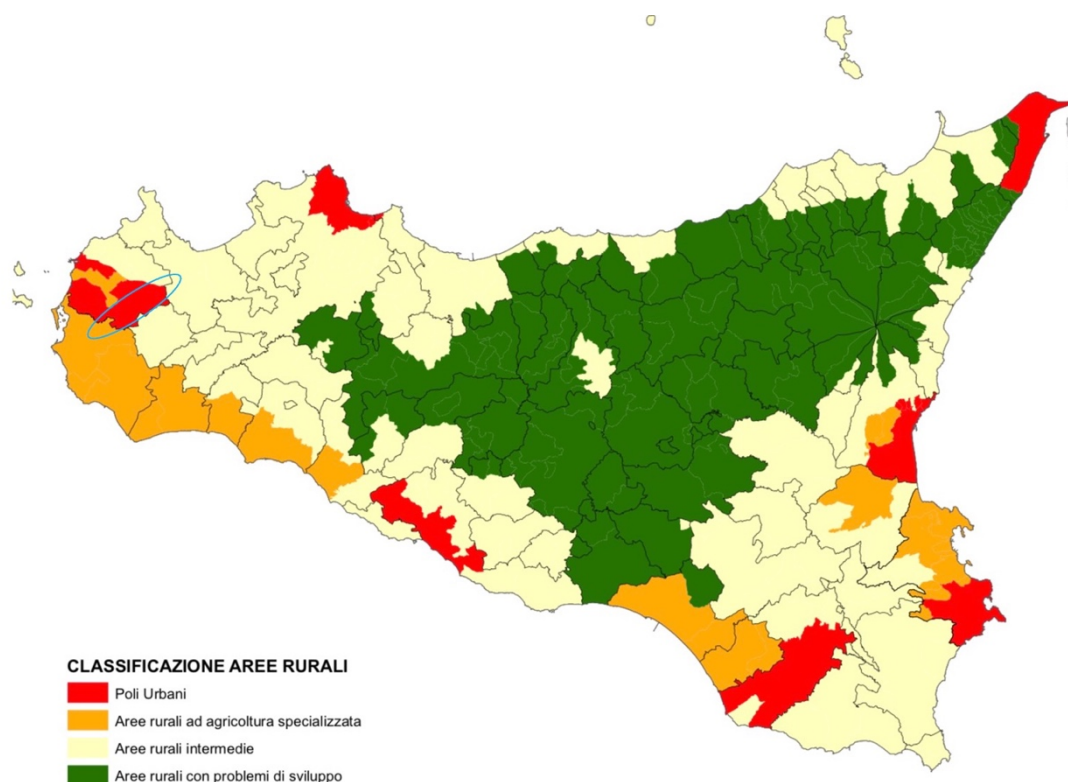 CLASSIFICAZIONE AREE RURALI
Poli Urbani
Aree rurali ad agricoltura specializzata
Aree rurali intermedie
Aree rurali con problemi di sviluppo